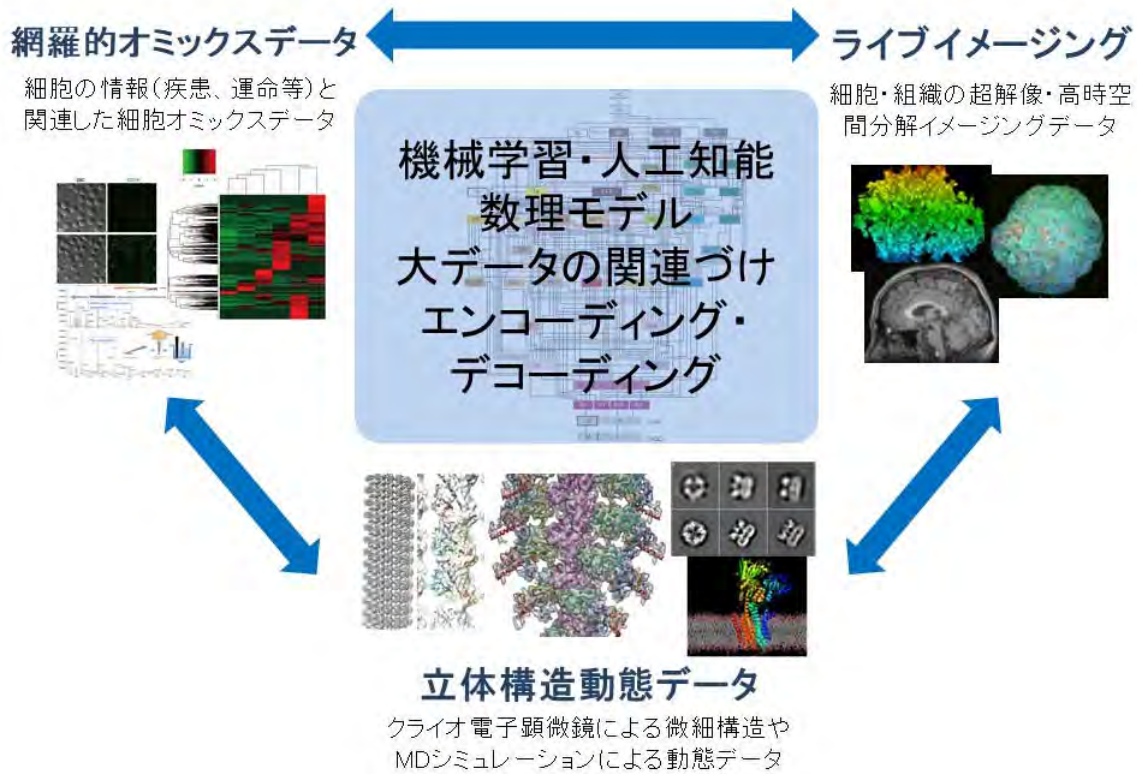 網羅的オミックスデータ
細胞の情報(疾患、運命等)と
関連した細胞オミックスデータ
ライブイメージング
細胞・組織の超解像・高時空
間分解イメージングデータ
機械学習・人工知能
数理モデル
大データの関連づけ
エンコーディング・
デコーディング
立体構造動態データ
クライオ電子顕微鏡による微細構造や
MDシミュレーションによる動態データ